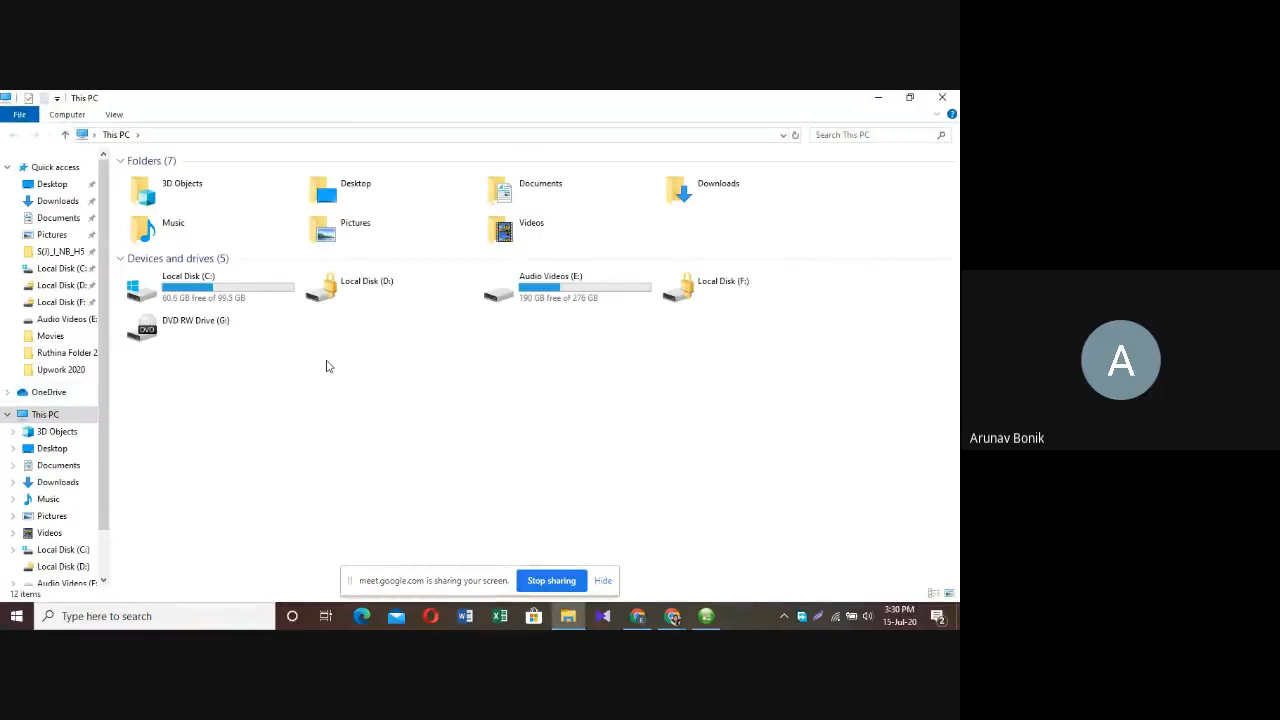 This PC
File Computer View
This PC Search This PC
Quick access
Desktop
Downloads
Documents
Pictures
S(J)_I_NB_H5
Local Disk (C:
Local Disk (D:
Local Disk (F:
Audio Videos (E:
Movies
Ruthina Folder 2
Upwork 2020
OneDrive
This PC
3D Objects
Desktop
Documents
Downloads
Music
Pictures
Videos
Local Disk (C:)
Local Disk (D:)
Audio Videos (E:
Folders (7)
3D Objects Desktop Documents Downloads
Music Pictures Videos
Devices and drives (5)
Local Disk (C:)
60.6 GB free of 99.5 GB
Local Disk (D:)
Audio Videos (E:)
190 GB free of 276 GB
Local Disk (F:)
DVD RW Drive (G:)
DVD
meet.google.com is sharing your screen. Stop sharing Hide
12 items
Type here to search
3:30 PM
15-Jul-20
2
A
Arunav Bonik